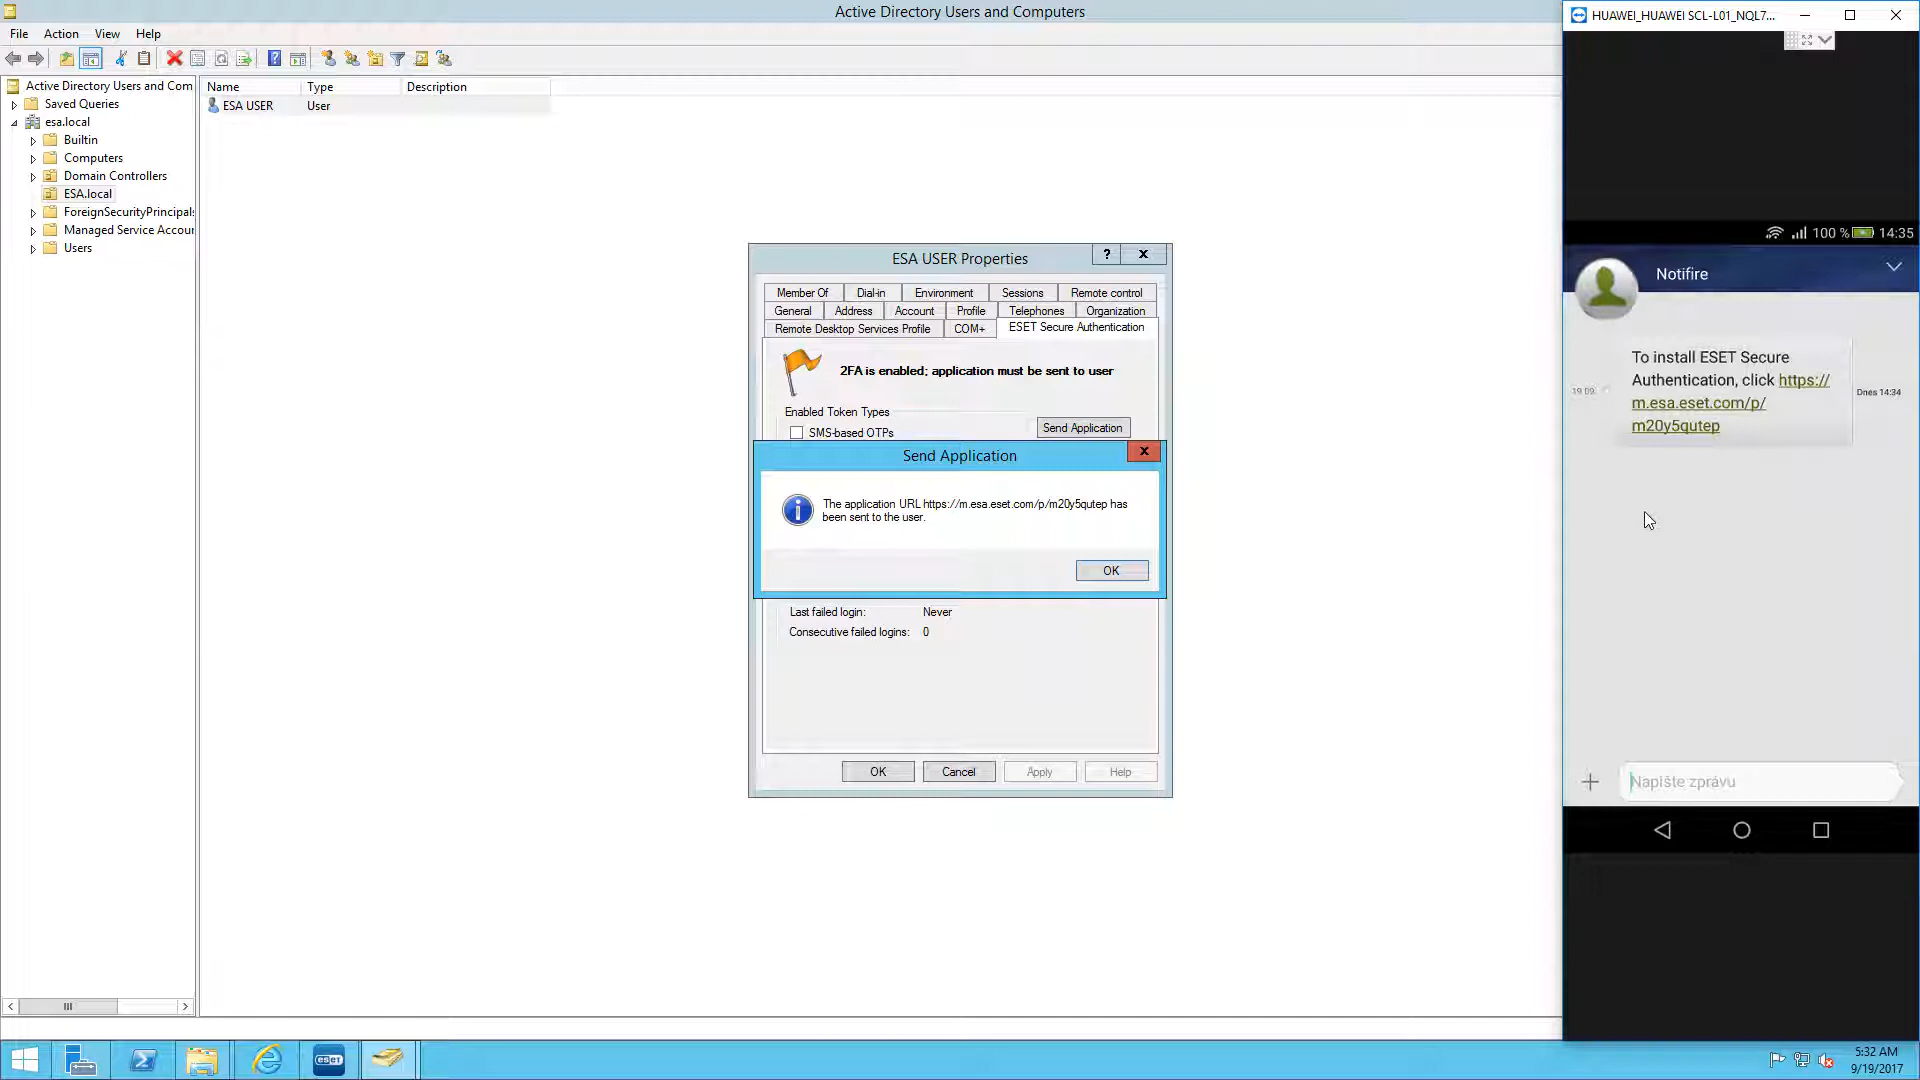 Active Directory Users and Computers
File Action View Help
Active Directory Users and Com
Saved Queries
esa.local
Builtin
Computers
Domain Controllers
ESA.local
ForeignSecurityPrincipals
Managed Service Accour
Users
Name Type Description
ESA USER User
ESA USER Properties
? X
Member Of Dial-in Environment Sessions Remote control
General Address Account Profile Telephones Organization
Remote Desktop Services Profile COM+ ESET Secure Authentication
2FA is enabled; application must be sent to user
Enabled Token Types
SMS-based OTPs
Send Application
Send Application
X
The application URL https://m.esa.eset.com/p/m20y5qutep has
been sent to the user.
OK
Last failed login: Never
Consecutive failed logins: 0
OK Cancel Apply Help
HUAWEI_HUAWEI SCL-L01_NQL7...
100 % 14:35
Notifire
To install ESET Secure
Authentication, click https://
m.esa.eset.com/p/
m20y5qutep
19.09.
Dnes 14:34
Napište zprávu
eset
5:32 AM
9/19/2017